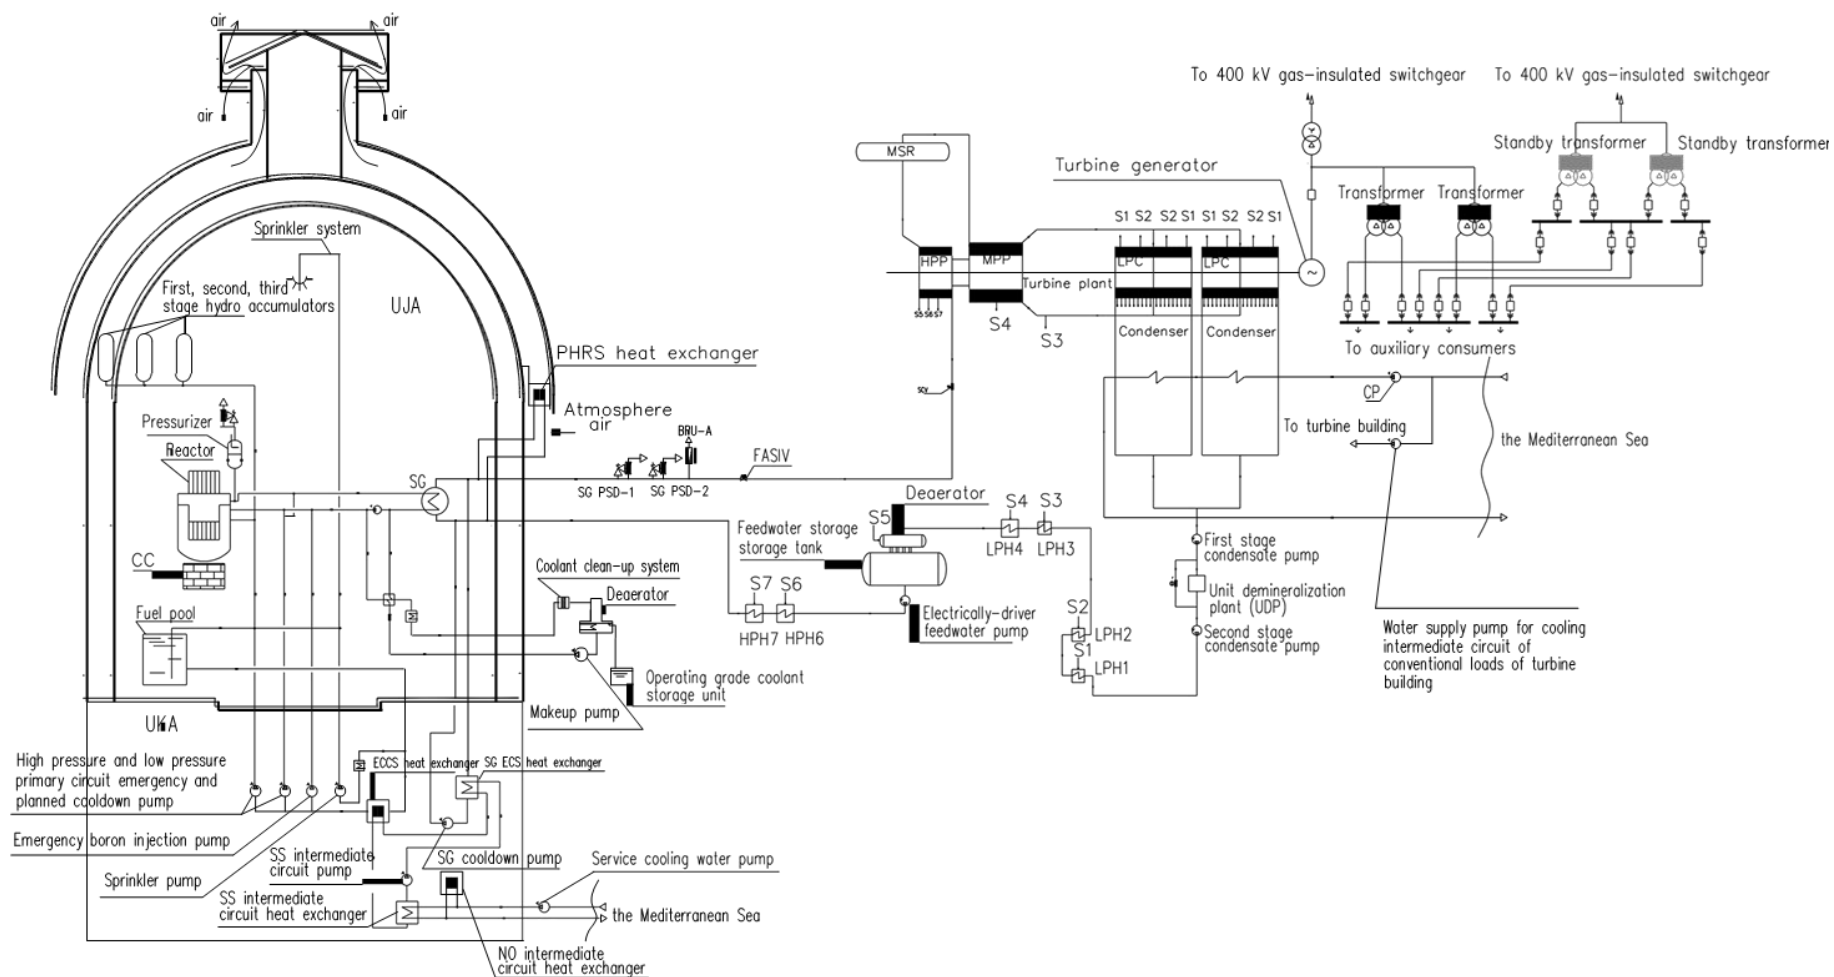 air
air
air
air
Sprinkler system
First, second, third
stage hydro accumulators
UJA
PHRS heat exchanger
Atmosphere
air
Pressurizer
Reactor
SG
CC
Fuel pool
Coolant clean-up system
Deaerator
Operating grade coolant
storage unit
Makeup pump
High pressure and low pressure
primary circuit emergency and
planned cooldown pump
Emergency boron injection pump
Sprinkler pump
ECCS heat exchanger
SG ECS heat exchanger
SS intermediate
circuit pump
SG cooldown pump
Service cooling water pump
SS intermediate
circuit heat exchanger
the Mediterranean Sea
NO intermediate
circuit heat exchanger
SG PSD-1
SG PSD-2
BRU-A
FASIV
MSR
HPP
MPP
S5 S6 S7
S4
S3
Turbine plant
LPC
LPC
S1 S2 S2 S1 S1 S2 S2 S1
Condenser
Condenser
Turbine generator
To 400 kV gas-insulated switchgear
To 400 kV gas-insulated switchgear
Standby transformer
Standby transformer
Transformer
Transformer
To auxiliary consumers
CP
To turbine building
the Mediterranean Sea
Deaerator
S5
Feedwater storage
storage tank
S4
S3
LPH4
LPH3
S7
S6
HPH7
HPH6
Electrically-driver
feedwater pump
S2
LPH2
S1
LPH1
First stage
condensate pump
Unit demineralization
plant (UDP)
Second stage
condensate pump
Water supply pump for cooling
intermediate circuit of
conventional loads of turbine
building